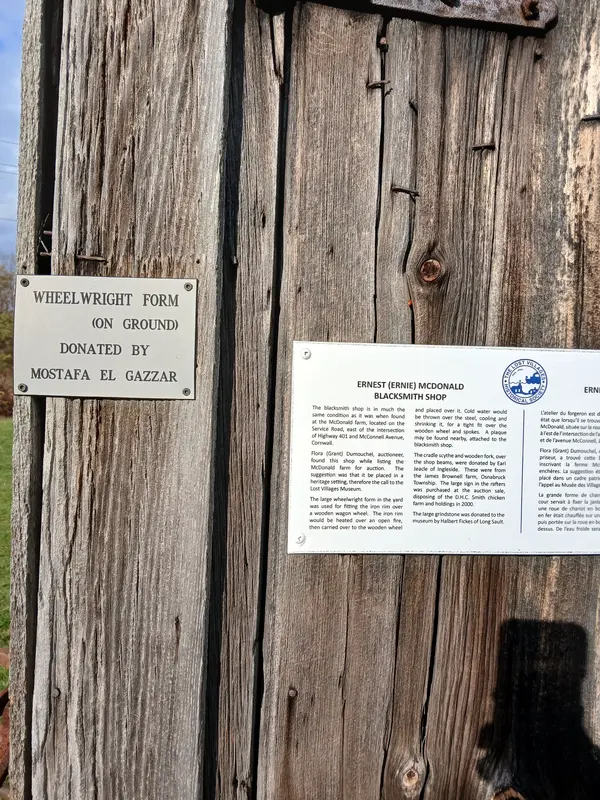 WHEELWRIGHT FORM
(ON GROUND)
DONATED BY
MOSTAFA EL GAZZAR
ERNEST (ERNIE) MCDONALD
BLACKSMITH SHOP
The blacksmith shop is in much the
same condition as it was when found
at the McDonald farm, located on the
Service Road, east of the intersection
of Highway 401 and McConnell Avenue,
Cornwall.
Flora (Grant) Dumouchel, auctioneer,
found this shop while listing the
McDonald farm for auction. The
suggestion was that it be placed in a
heritage setting, therefore the call to the
Lost Villages Museum.
The large wheelwright form in the yard
was used for fitting the iron rim over
a wooden wagon wheel. The iron rim
would be heated over an open fire,
then carried over to the wooden wheel
and placed over it. Cold water would
be thrown over the steel, cooling and
shrinking it, for a tight fit over the
wooden wheel and spokes. A plaque
may be found nearby, attached to the
blacksmith shop.
The cradle scythe and wooden fork, over
the shop beams, were donated by Earl
Jeacle of Ingleside. These were from
the James Brownell farm, Osnabruck
Township. The large sign in the rafters
was purchased at the auction sale,
disposing of the D.H.C. Smith chicken
farm and holdings in 2000.
The large grindstone was donated to the
museum by Halbert Fickes of Long Sault.
THE LOST VILLAGES
HISTORICAL SOCIETY
ERN
L'atelier du forgeron est d
état que lorsqu'il se trouv
McDonald, située sur la rou
à l'est de l'intersection de l'
et de l'avenue McConnell, à
Flora (Grant) Dumouchel,
priseur, a trouvé cette
inscrivant la ferme Mc
enchères. La suggestion ét
placé dans un cadre patri
l'appel au Musée des Village
La grande forme de char
cour servait à fixer la jant
une roue de chariot en bo
en fer était chauffée sur un
puis portée sur la roue en bo
dessus. De l'eau froide sera